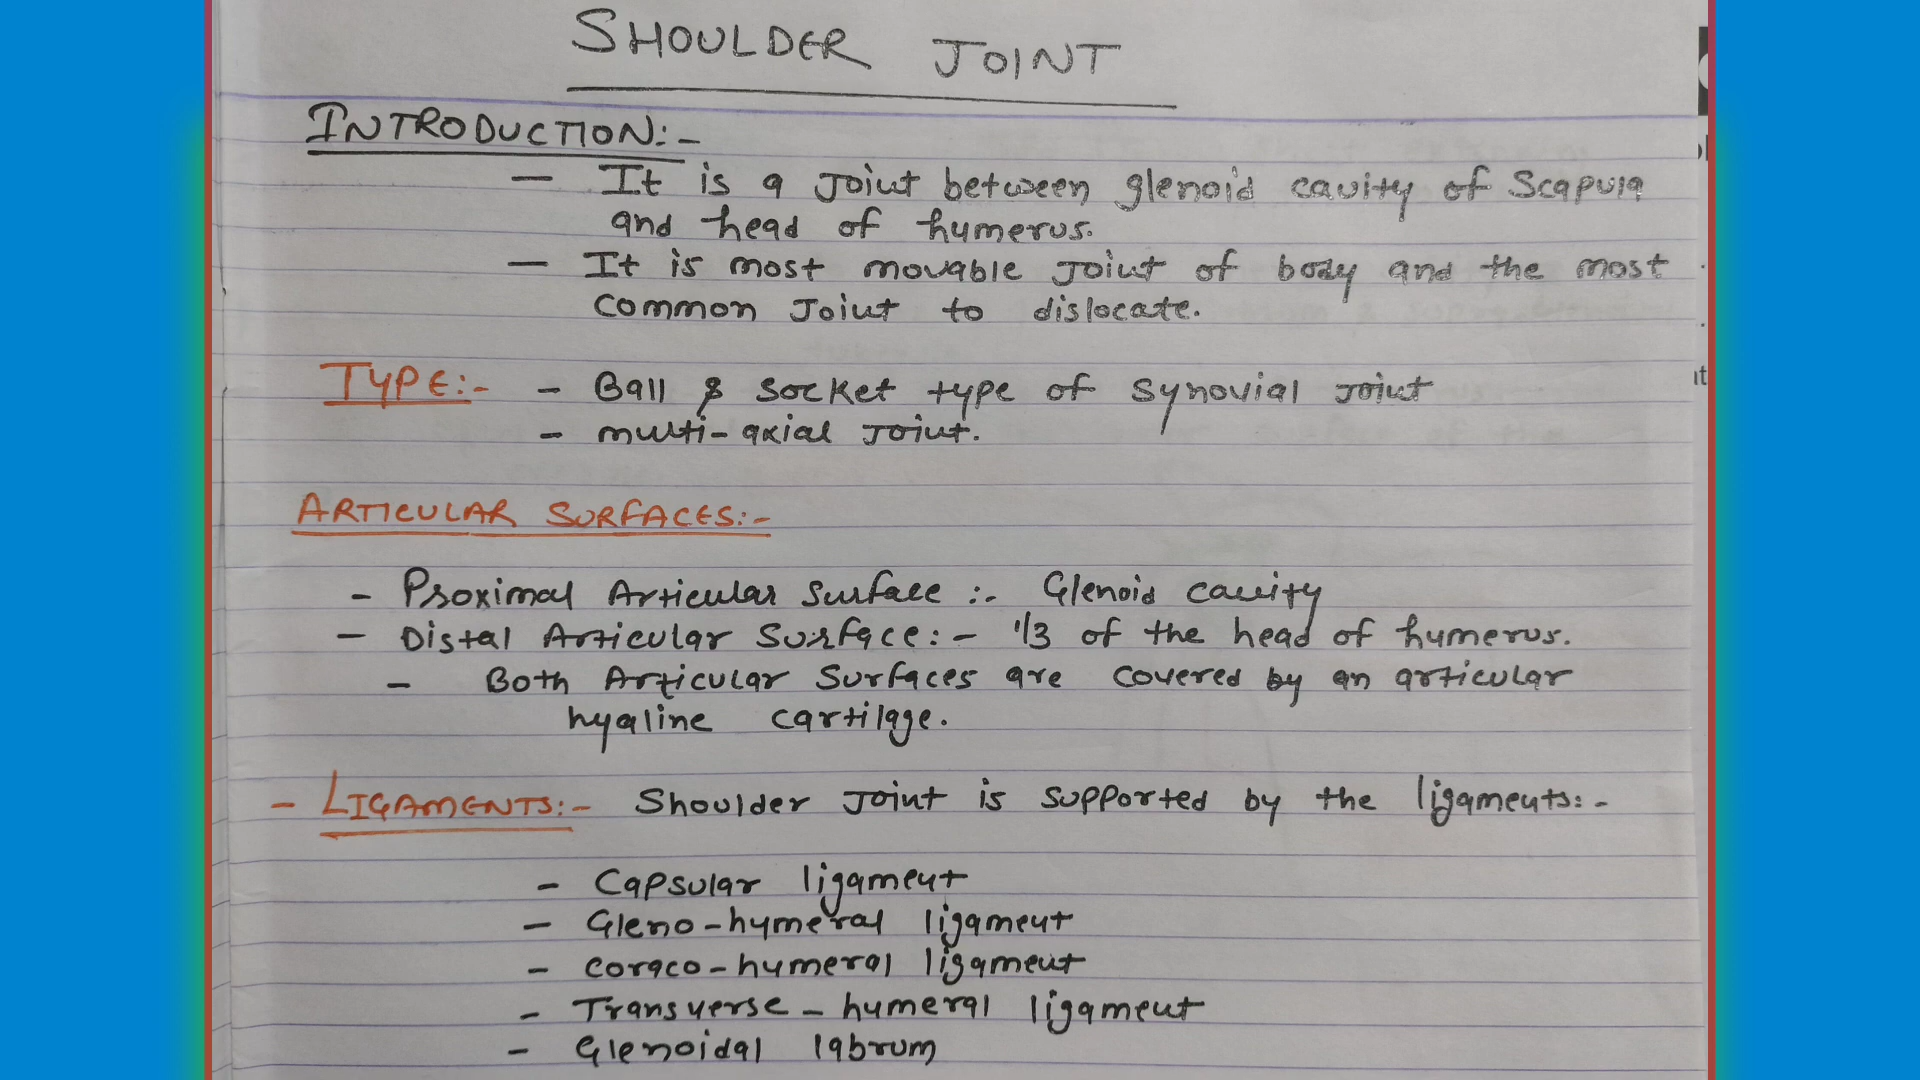 SHOULDER JOINT
INTRODUCTION:-
— It is a Joint between glenoid cavity of Scapula
and head of humerus.
— It is most movable Joint of body and the most
common Joint to dislocate.
TYPE:- - Ball & Socket type of Synovial Joint
- multi-axial Joint.
ARTICULAR SURFACES:-
- Proximal Articular Surface :- Glenoid cavity
- Distal Articular Surface:- 1/3 of the head of humerus.
- Both Articular Surfaces are covered by an articular
hyaline cartilage.
- LIGAMENTS:- Shoulder Joint is supported by the ligaments:-
- Capsular ligament
- Gleno-humeral ligament
- coraco-humeral ligament
- Transverse-humeral ligament
- Glenoidal labrum